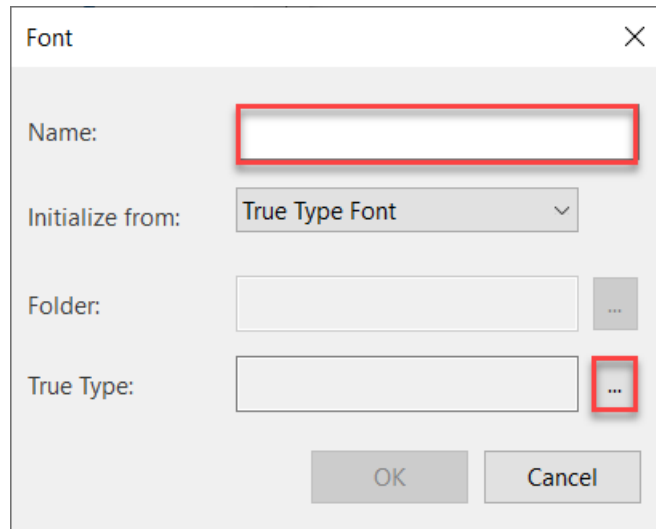 Font
Name:
Initialize from: True Type Font
Folder: ...
True Type: ...
OK Cancel